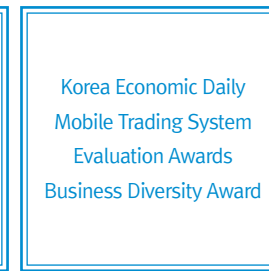 Korea Economic Daily
Mobile Trading System
Evaluation Awards
Business Diversity Award